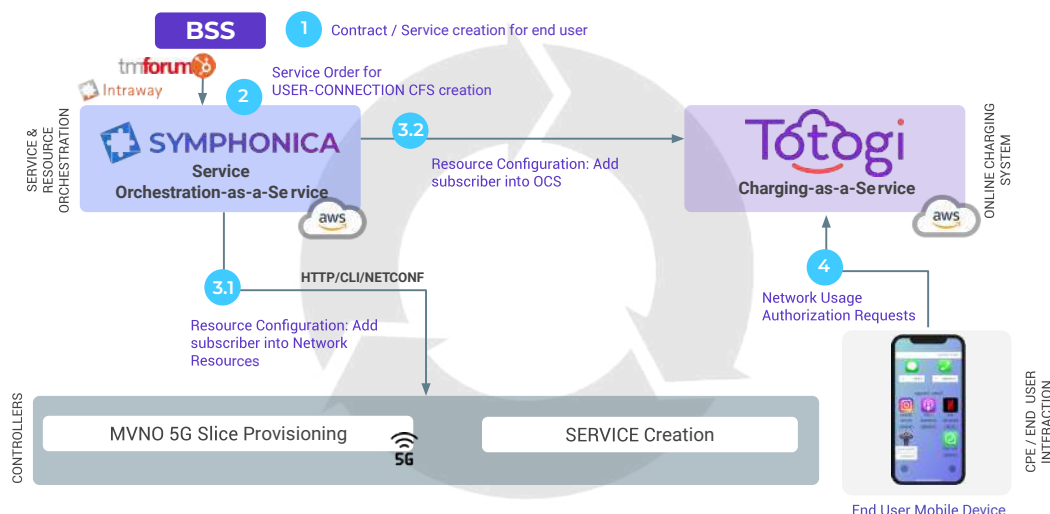 BSS
1
Contract / Service creation for end user
tmforum
Intraway
2
Service Order for
USER-CONNECTION CFS creation
SERVICE &
RESOURCE
ORCHESTRATION
SYMPHONICA
Service
Orchestration-as-a-Service
aws
3.2
Resource Configuration: Add
subscriber into OCS
Totogi
Charging-as-a-Service
aws
ONLINE CHARGING
SYSTEM
3.1
HTTP/CLI/NETCONF
Resource Configuration: Add
subscriber into Network
Resources
4
Network Usage
Authorization Requests
CONTROLLERS
MVNO 5G Slice Provisioning
5G
SERVICE Creation
CPE / END USER
INTERACTION
End User Mobile Device